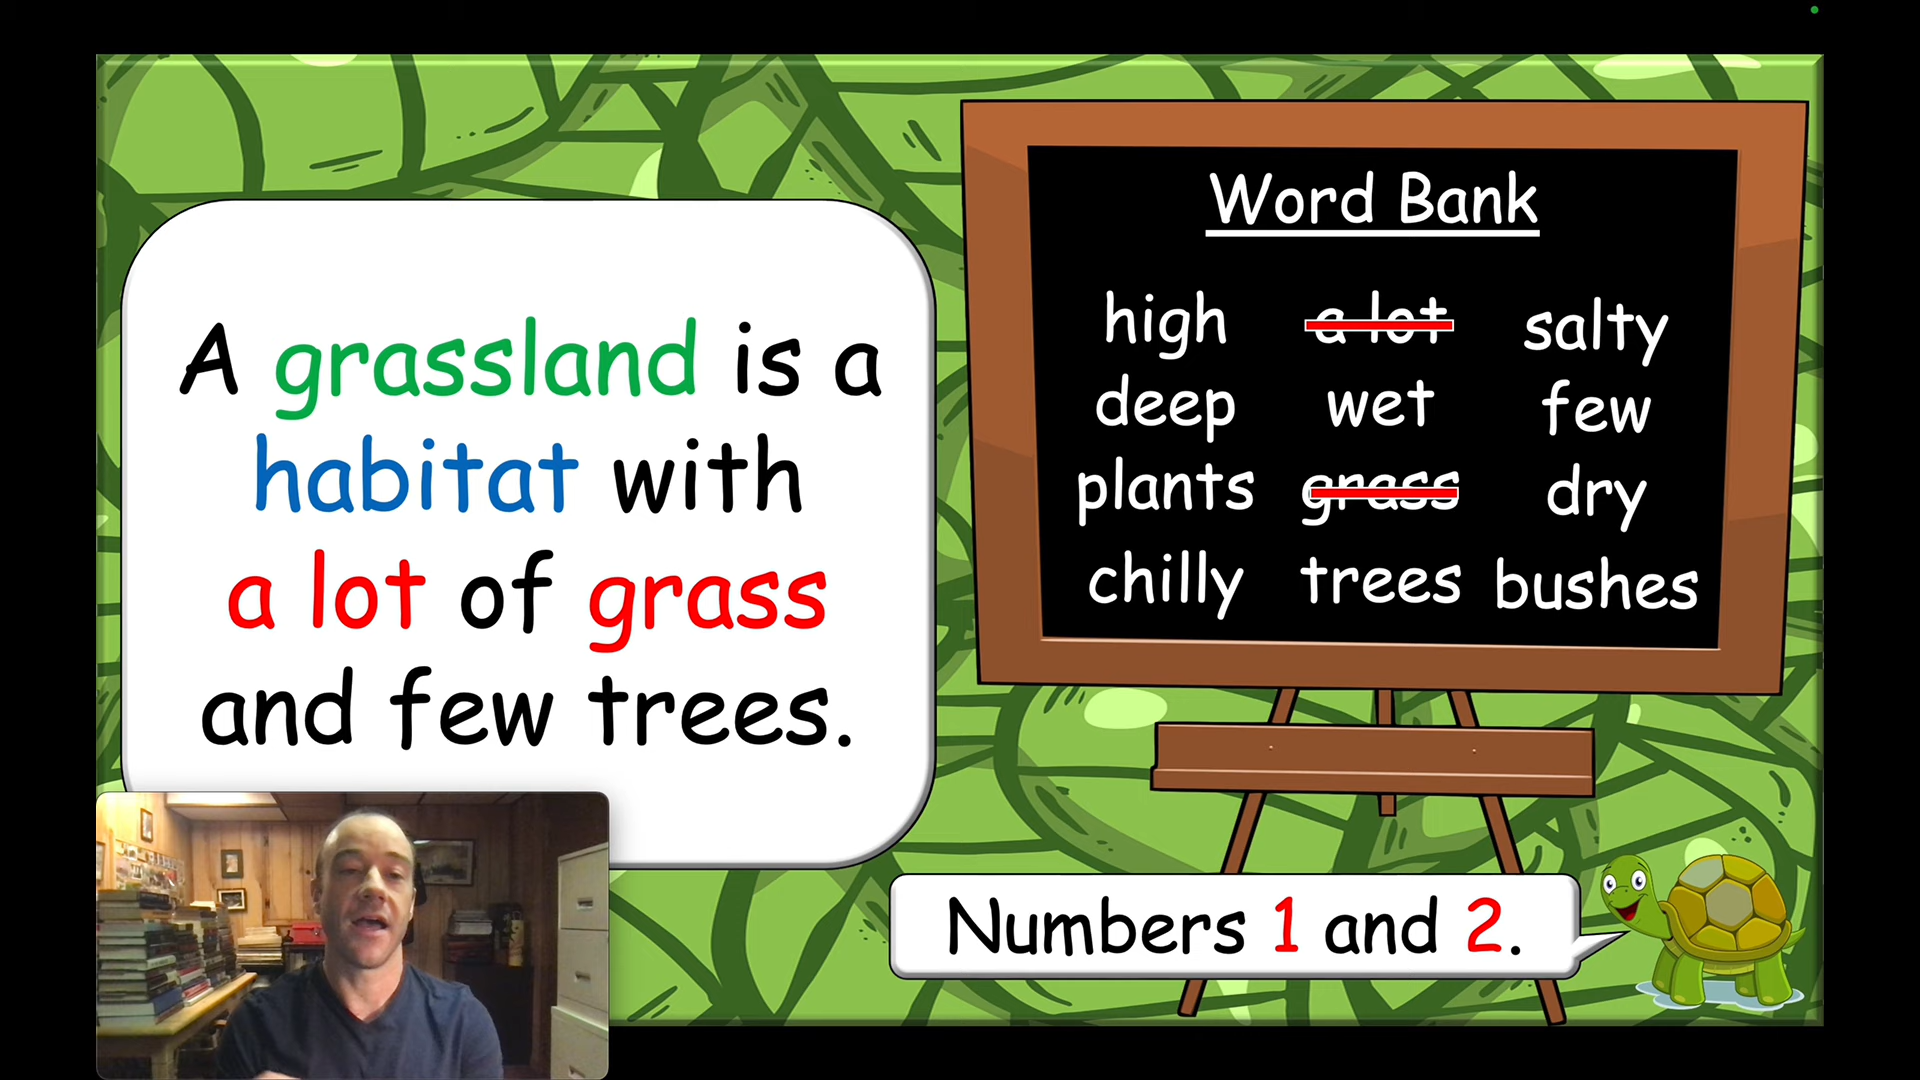 A grassland is a
habitat with
a lot of grass
and few trees.
Word Bank
high a lot salty
deep wet few
plants grass dry
chilly trees bushes
Numbers 1 and 2.